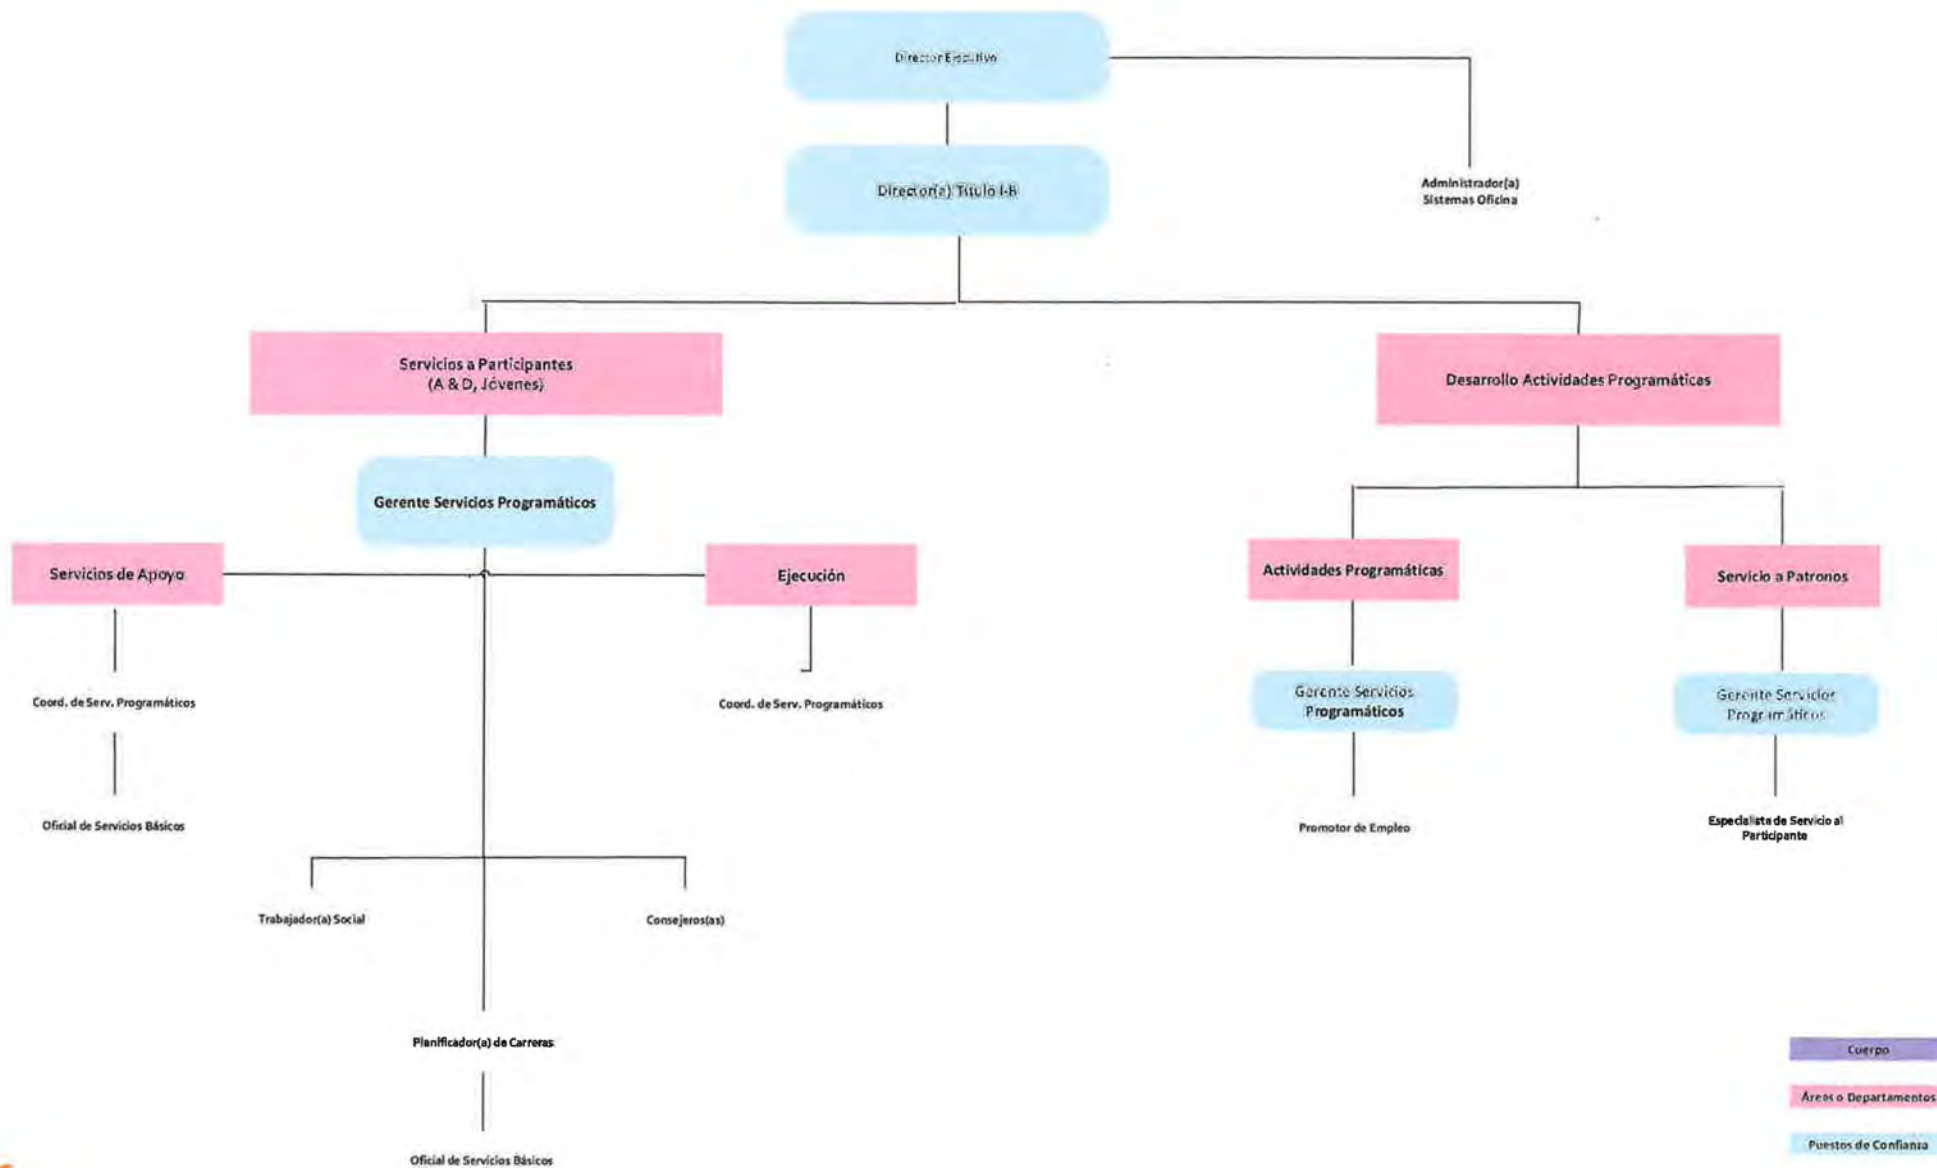 Director Ejecutivo
Director(a) Título I-B
Administrador(a)
Sistemas Oficina
Servicios a Participantes
(A & D, Jóvenes)
Desarrollo Actividades Programáticas
Gerente Servicios Programáticos
Servicios de Apoyo
Ejecución
Actividades Programáticas
Servicio a Patronos
Coord. de Serv. Programáticos
Coord. de Serv. Programáticos
Gerente Servicios
Programáticos
Gerente Servicios
Programáticos
Oficial de Servicios Básicos
Promotor de Empleo
Especialista de Servicio al
Participante
Trabajador(a) Social
Consejeros(as)
Planificador(a) de Carreras
Oficial de Servicios Básicos
Cuerpo
Áreas o Departamentos
Puestos de Confianza